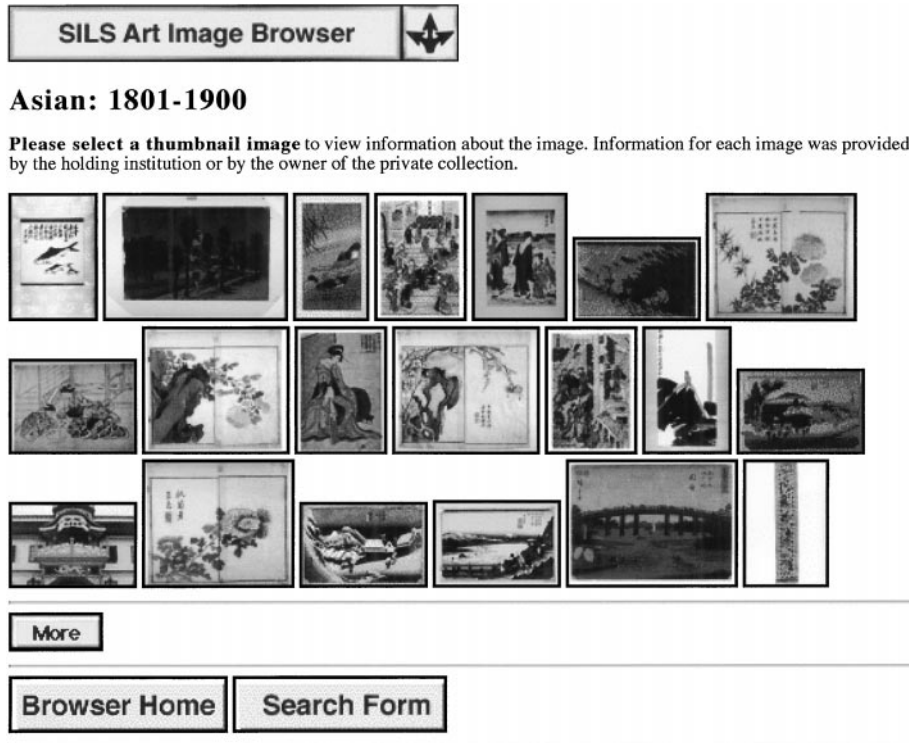 SILS Art Image Browser
Asian: 1801-1900
Please select a thumbnail image to view information about the image. Information for each image was provided
by the holding institution or by the owner of the private collection.
More
Browser Home
Search Form